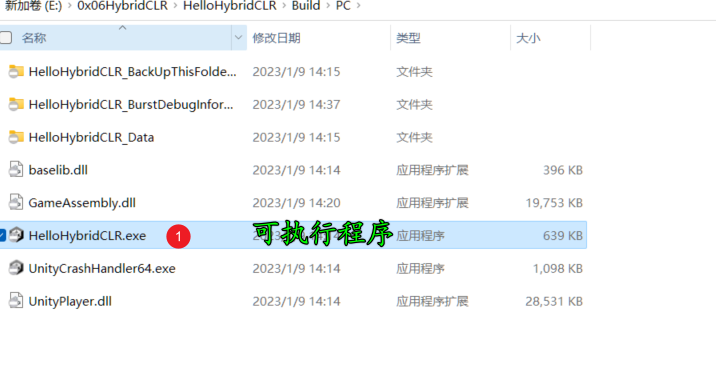 新加卷 (E:) › 0x06HybridCLR › HelloHybridCLR › Build › PC ›
名称 修改日期 类型 大小
HelloHybridCLR_BackUpThisFolde... 2023/1/9 14:15 文件夹
HelloHybridCLR_BurstDebugInfor... 2023/1/9 14:37 文件夹
HelloHybridCLR_Data 2023/1/9 14:15 文件夹
baselib.dll 2023/1/9 14:14 应用程序扩展 396 KB
GameAssembly.dll 2023/1/9 14:20 应用程序扩展 19,753 KB
HelloHybridCLR.exe 1 可执行程序 应用程序 639 KB
UnityCrashHandler64.exe 2023/1/9 14:14 应用程序 1,098 KB
UnityPlayer.dll 2023/1/9 14:14 应用程序扩展 28,531 KB